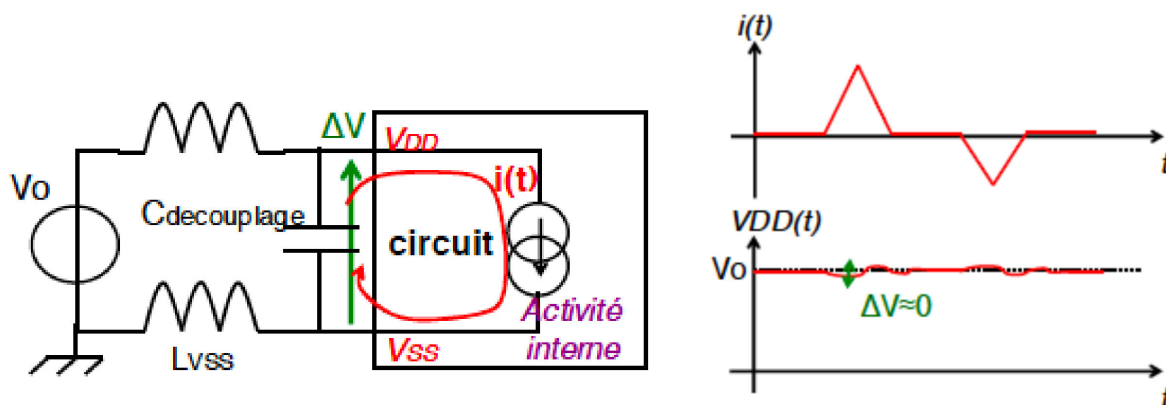 ΔV
VDD
i(t)
Vo
Cdecouplage
circuit
Activité
interne
VSS
LVSS
i(t)
t
VDD(t)
Vo
ΔV≈0
t